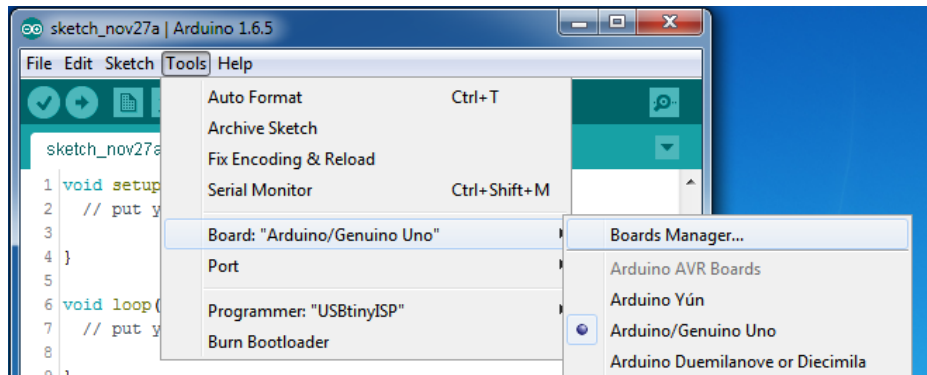 sketch_nov27a | Arduino 1.6.5
File Edit Sketch Tools Help
Auto Format Ctrl+T
Archive Sketch
sketch_nov27a
Fix Encoding & Reload
Serial Monitor Ctrl+Shift+M
1 void setup
2 // put y
3
4 }
5
6 void loop(
7 // put y
8
Board: "Arduino/Genuino Uno"
Port
Programmer: "USBtinyISP"
Burn Bootloader
Boards Manager...
Arduino AVR Boards
Arduino Yún
Arduino/Genuino Uno
Arduino Duemilanove or Diecimila